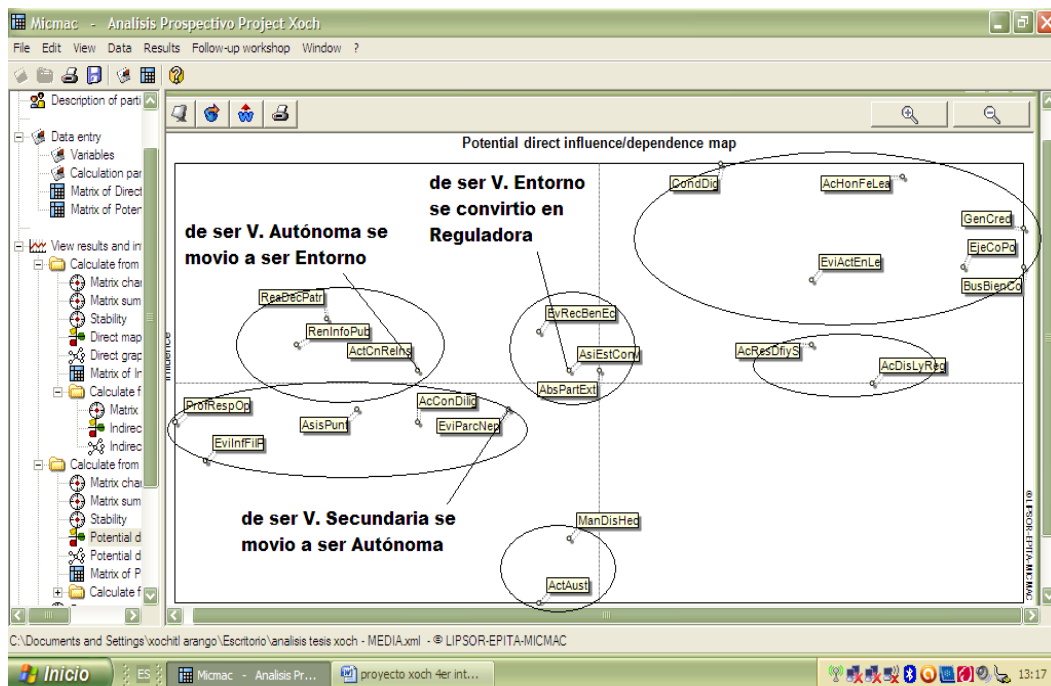 Micmac - Analisis Prospectivo Project Xoch
File Edit View Data Results Follow-up workshop Window ?
Description of parti
Data entry
Variables
Calculation par
Matrix of Direct
Matrix of Poten
View results and in
Calculate from
Matrix char
Matrix sum
Stability
Direct map
Direct grap
Matrix of In
Calculate f
Matrix
Indirec
Indirec
Calculate from
Matrix char
Matrix sum
Stability
Potential d
Potential d
Matrix of P
Calculate f
Potential direct influence/dependence map
de ser V. Entorno
se convirtio en
Reguladora
de ser V. Autónoma se
movio a ser Entorno
CondDig
AcHonFeLea
GenCred
EjeCoPo
EviActEnLe
BusBienCo
ReaDecPatr
RenInfoPub
ActCnRelns
EvRecBenEc
AsiEstConv
AbsPartExt
AcResDfiyS
AcDisLyReg
ProfRespOp
AsisPunt
AcConDilig
EviParcNep
EviInfFilP
de ser V. Secundaria se
movio a ser Autónoma
ManDisHec
ActAust
© LIPSOR-EPITA-MICMAC
C:\Documents and Settings\xochitl arango\Escritorio\analisis tesis xoch - MEDIA.xml - © LIPSOR-EPITA-MICMAC
Inicio
ES
Micmac - Analisis Pr...
proyecto xoch 4er int...
13:17